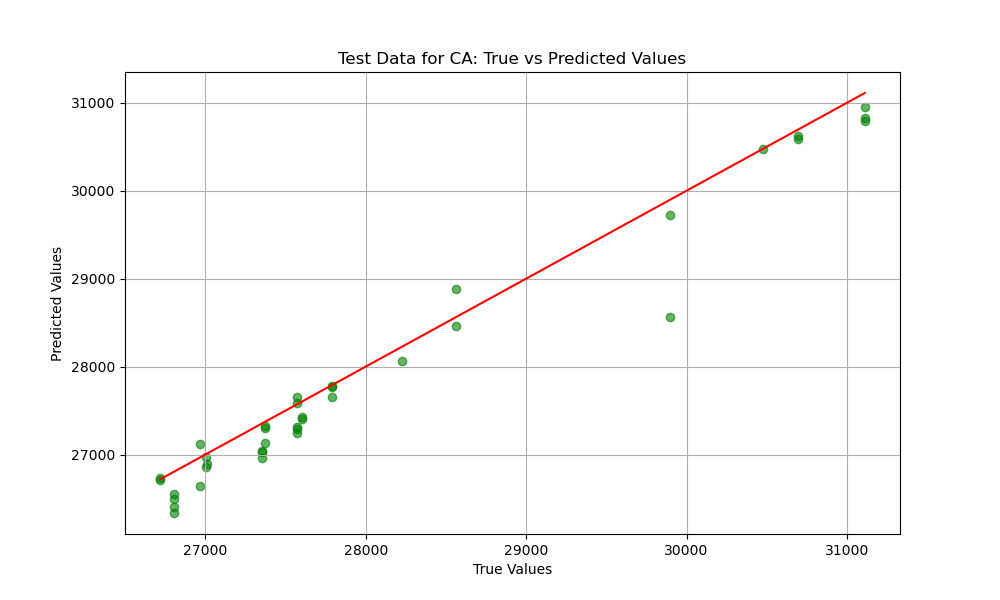 Test Data for CA: True vs Predicted Values
31000
30000
29000
28000
27000
Predicted Values
27000 28000 29000 30000 31000
True Values